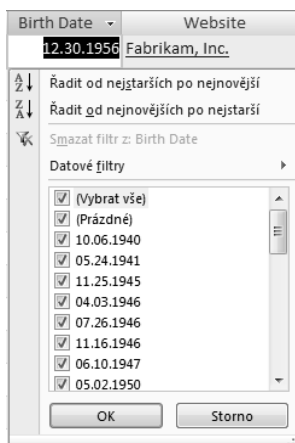 Birth Date Website
12.30.1956 Fabrikam, Inc.
Řadit od nejstarších po nejnovější
Řadit od nejnovějších po nejstarší
Smazat filtr z: Birth Date
Datové filtry
(Vybrat vše)
(Prázdné)
10.06.1940
05.24.1941
11.25.1945
04.03.1946
07.26.1946
11.16.1946
06.10.1947
05.02.1950
OK Storno